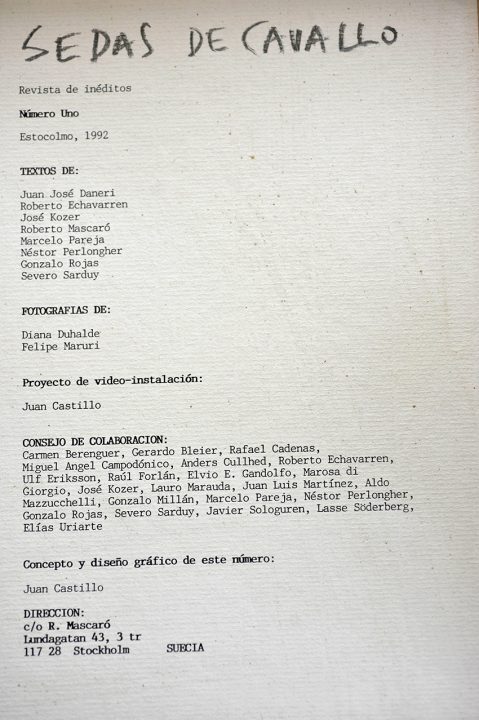 SEDAS DE CAVALLO
Revista de inéditos
Número Uno
Estocolmo, 1992
TEXTOS DE:
Juan José Daneri
Roberto Echavarren
José Kozer
Roberto Mascaró
Marcelo Pareja
Néstor Perlongher
Gonzalo Rojas
Severo Sarduy
FOTOGRAFIAS DE:
Diana Duhalde
Felipe Maruri
Proyecto de video-instalación:
Juan Castillo
CONSEJO DE COLABORACION:
Carmen Berenguer, Gerardo Bleier, Rafael Cadenas,
Miguel Angel Campodónico, Anders Cullhed, Roberto Echavarren,
Ulf Eriksson, Raúl Forlán, Elvio E. Gandolfo, Marosa di
Giorgio, José Kozer, Lauro Marauda, Juan Luis Martínez, Aldo
Mazzucchelli, Gonzalo Millán, Marcelo Pareja, Néstor Perlongher,
Gonzalo Rojas, Severo Sarduy, Javier Sologuren, Lasse Söderberg,
Elías Uriarte
Concepto y diseño gráfico de este número:
Juan Castillo
DIRECCION:
c/o R. Mascaró
Lundagatan 43, 3 tr
117 28 Stockholm SUECIA